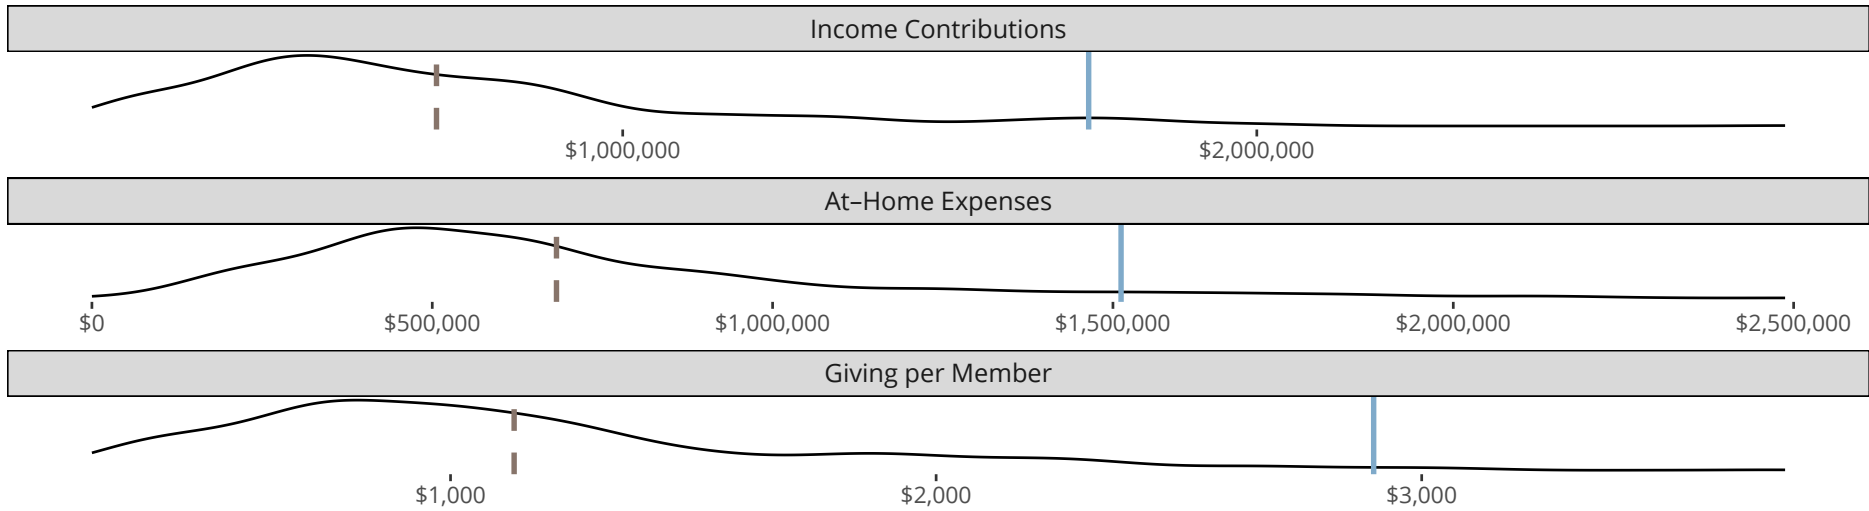 Income Contributions
$1,000,000 $2,000,000
At–Home Expenses
$0 $500,000 $1,000,000 $1,500,000 $2,000,000 $2,500,000
Giving per Member
$1,000 $2,000 $3,000